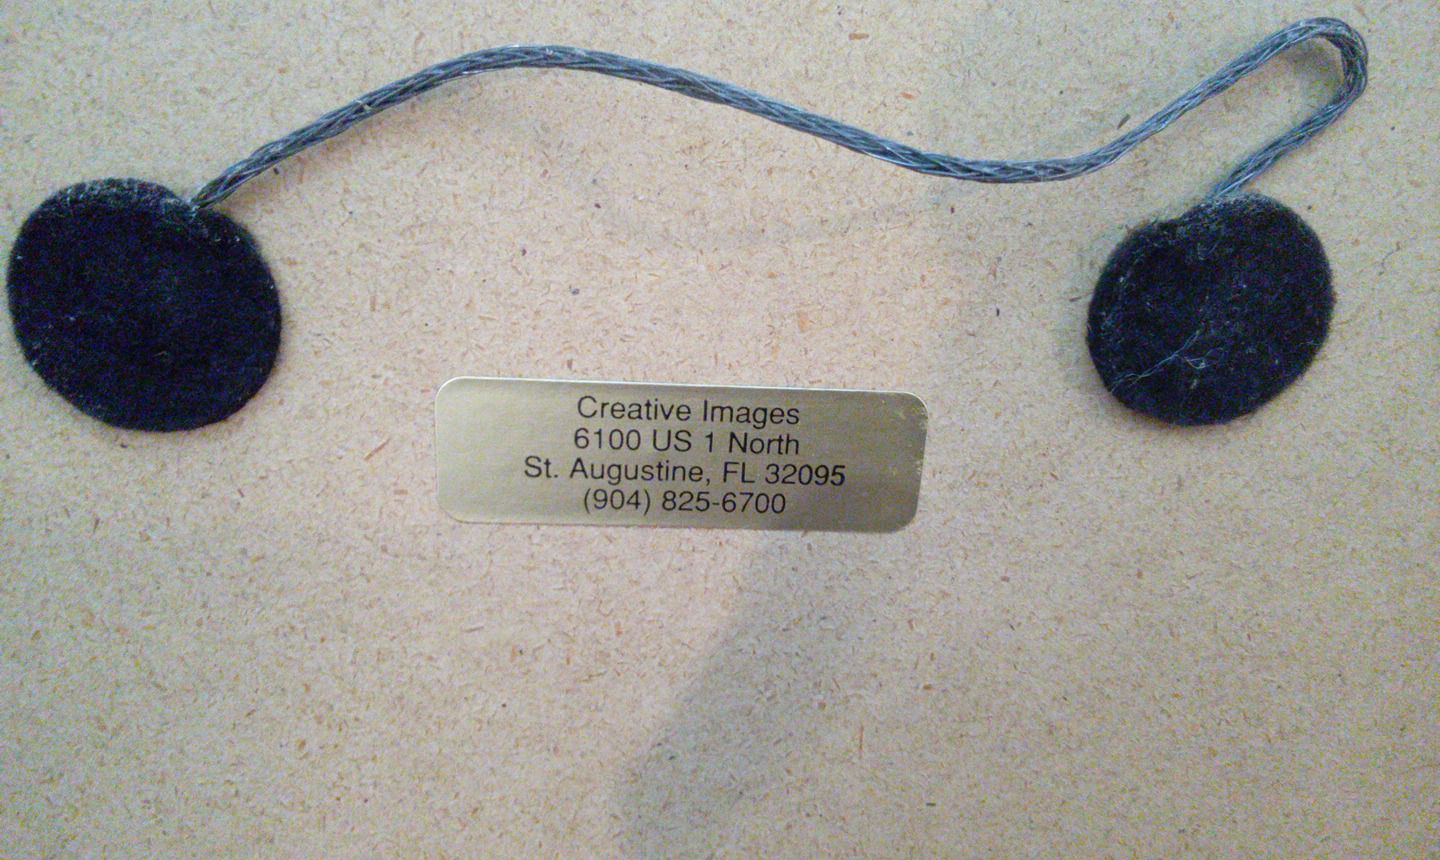 Creative Images
6100 US 1 North
St. Augustine, FL 32095
(904) 825-6700